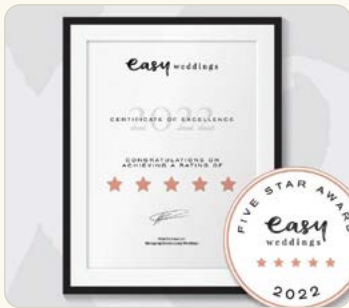 easy weddings
2022
CERTIFICATE OF EXCELLENCE
CONGRATULATIONS ON
ACHIEVING A RATING OF
FIVE STAR AWARD
easy
weddings
2022